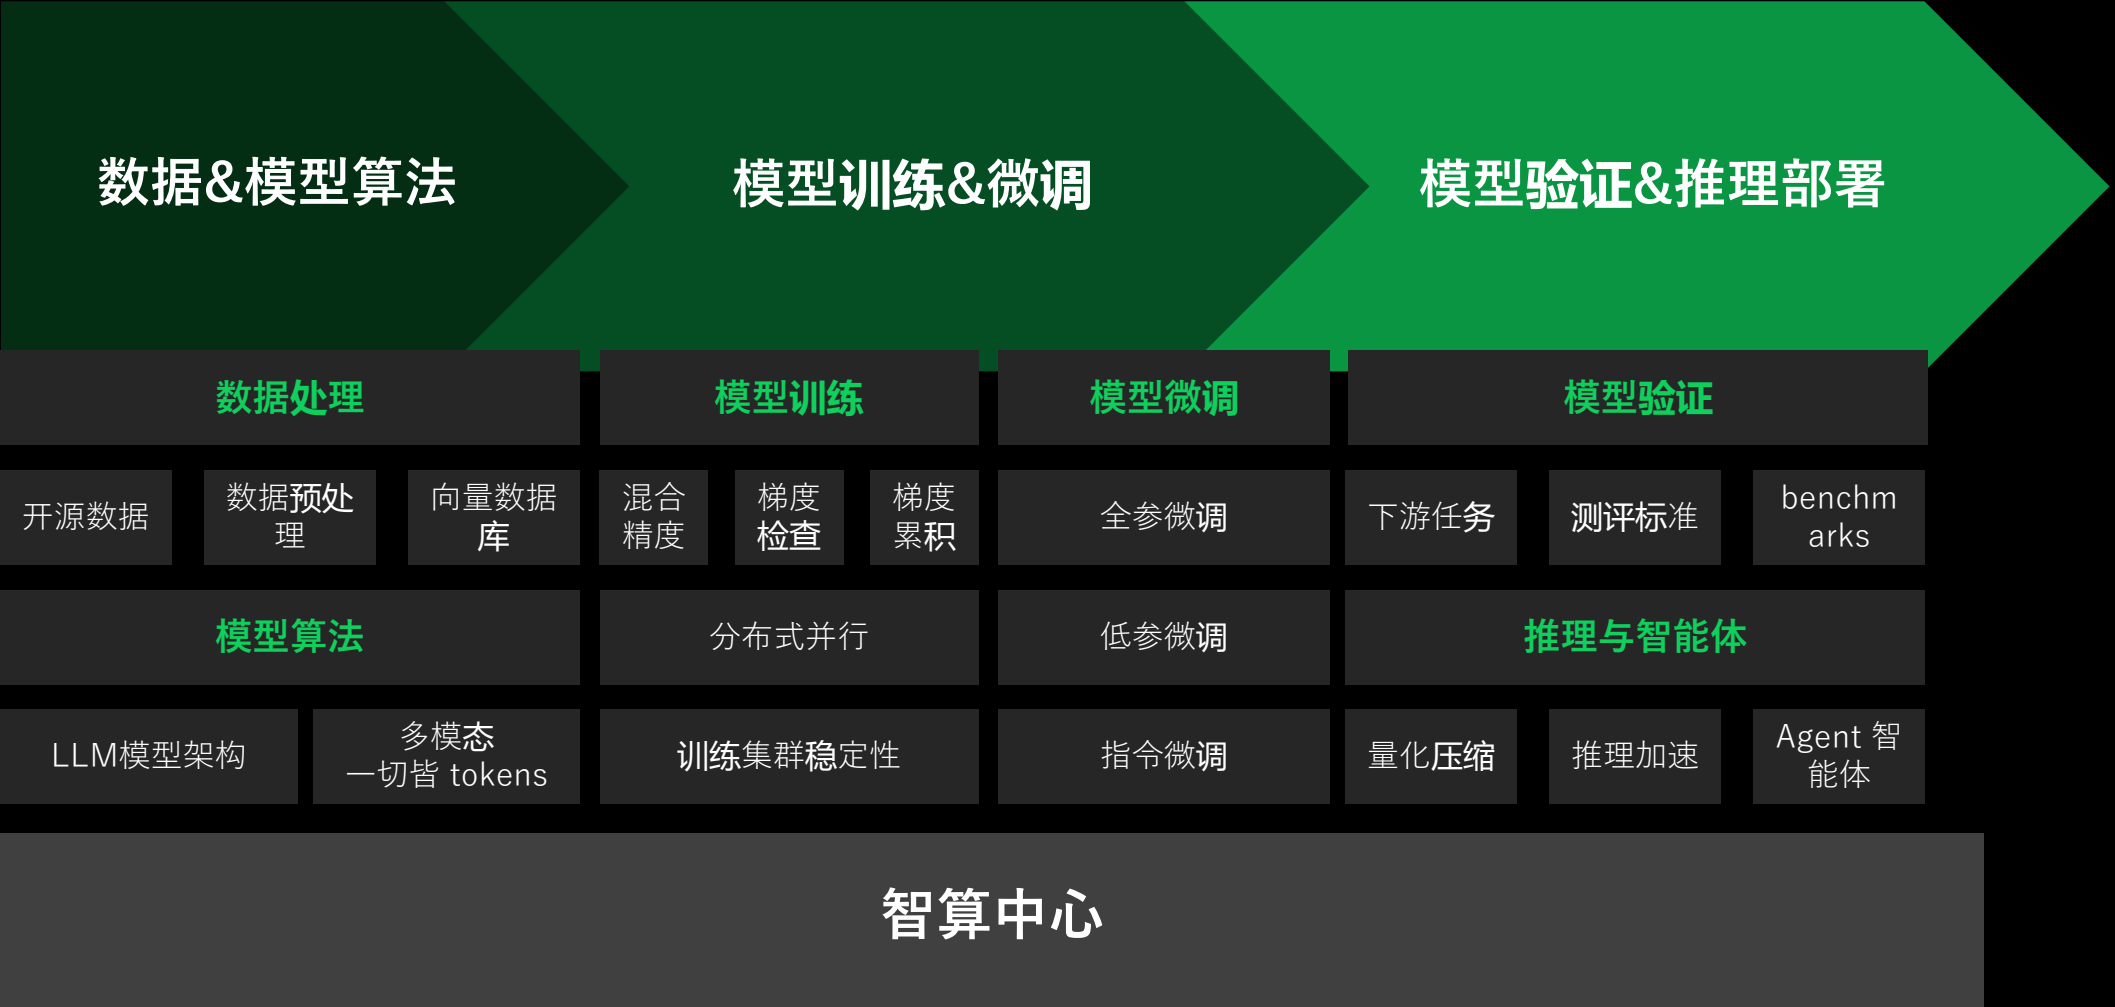 数据&模型算法
模型训练&微调
模型验证&推理部署
数据处理
模型训练
模型微调
模型验证
开源数据
数据预处
理
向量数据
库
混合
精度
梯度
检查
梯度
累积
全参微调
下游任务
测评标准
benchm
arks
模型算法
分布式并行
低参微调
推理与智能体
LLM模型架构
多模态
一切皆 tokens
训练集群稳定性
指令微调
量化压缩
推理加速
Agent 智
能体
智算中心